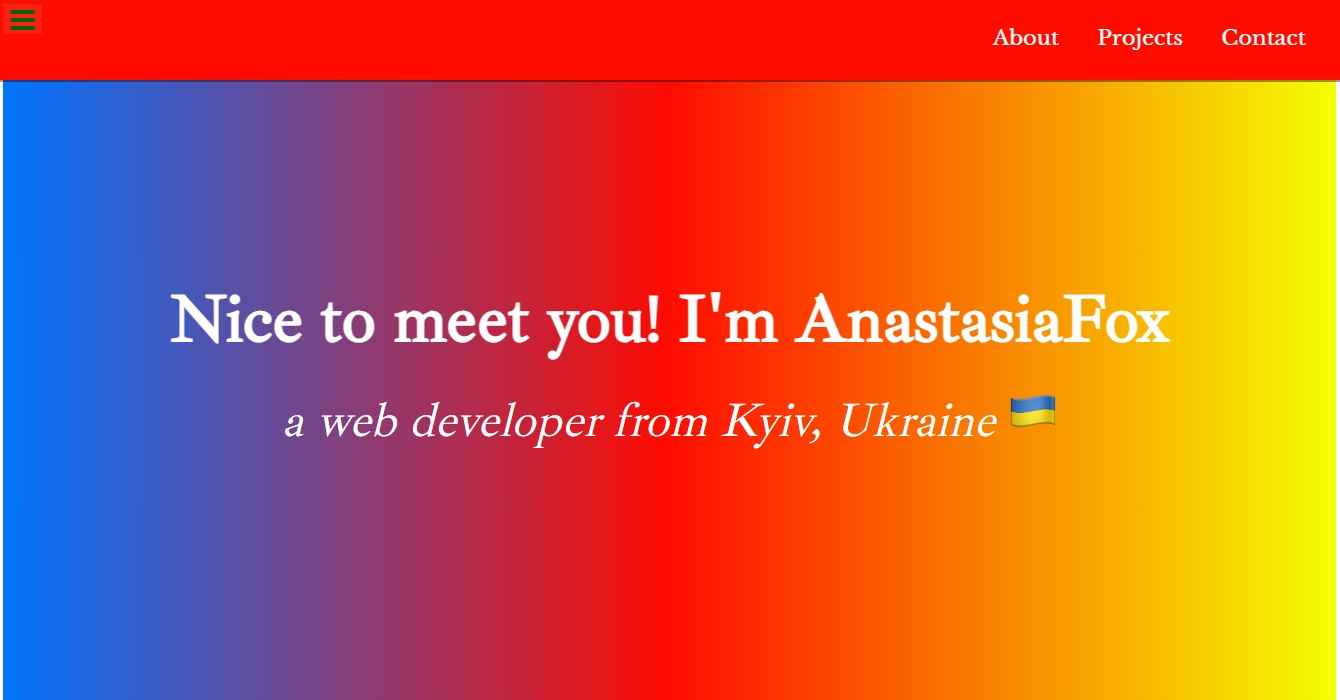 About Projects Contact
Nice to meet you! I'm AnastasiaFox
a web developer from Kyiv, Ukraine 🇺🇦